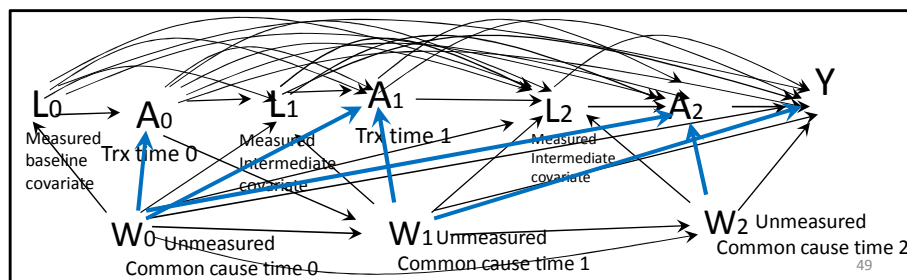 L0
A0
L1
A1
L2
A2
Y
Measured
baseline
covariate
Trx time 0
Measured
Intermediate
covariate
Trx time 1
Measured
Intermediate
covariate
W0 Unmeasured
Common cause time 0
W1 Unmeasured
Common cause time 1
W2 Unmeasured
Common cause time 2
49